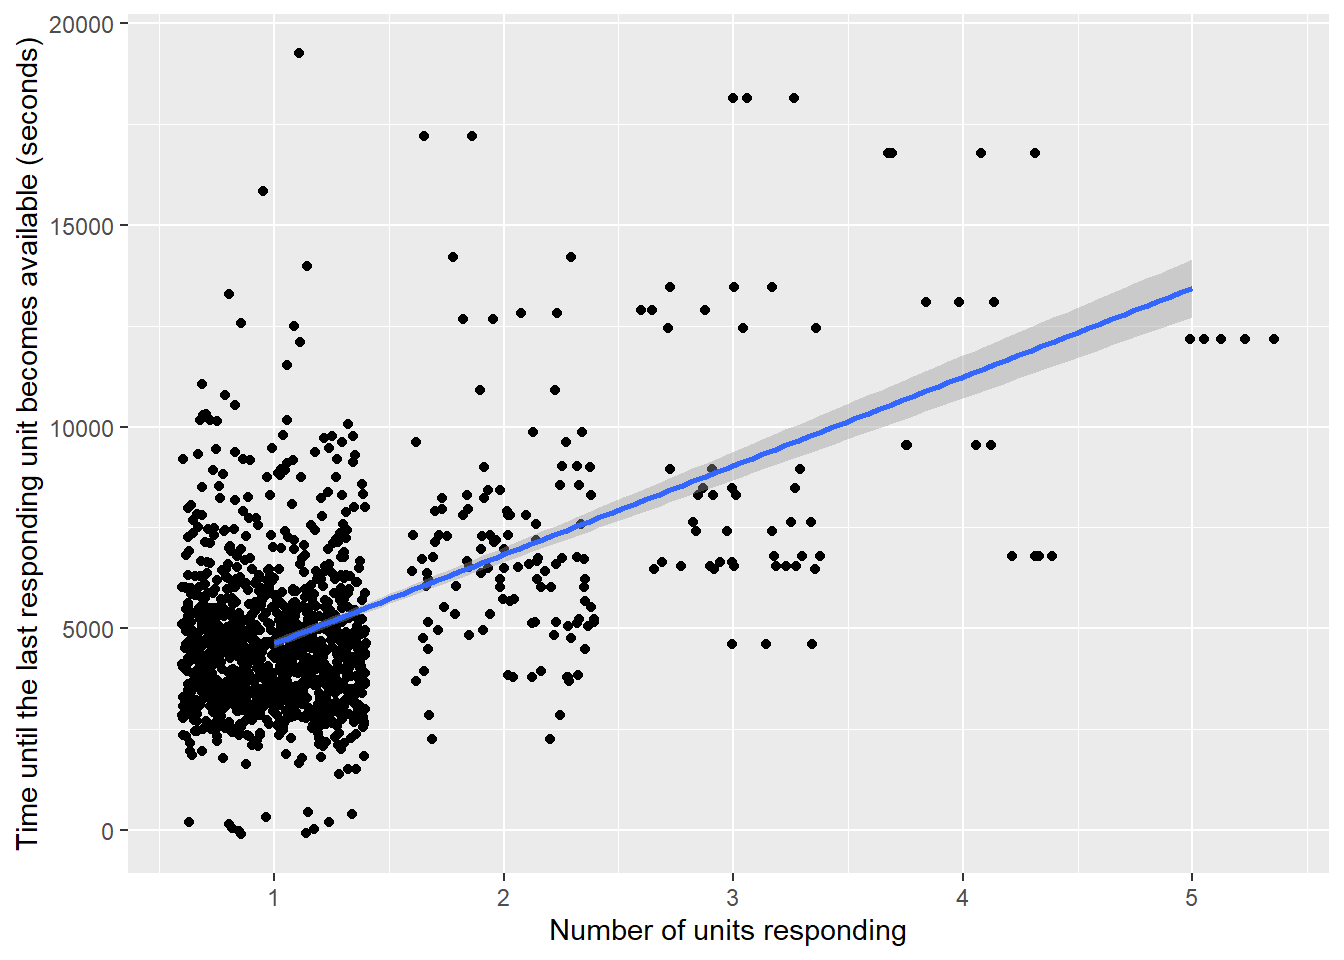 Time until the last responding unit becomes available (seconds)
20000
15000
10000
5000
0
1 2 3 4 5
Number of units responding